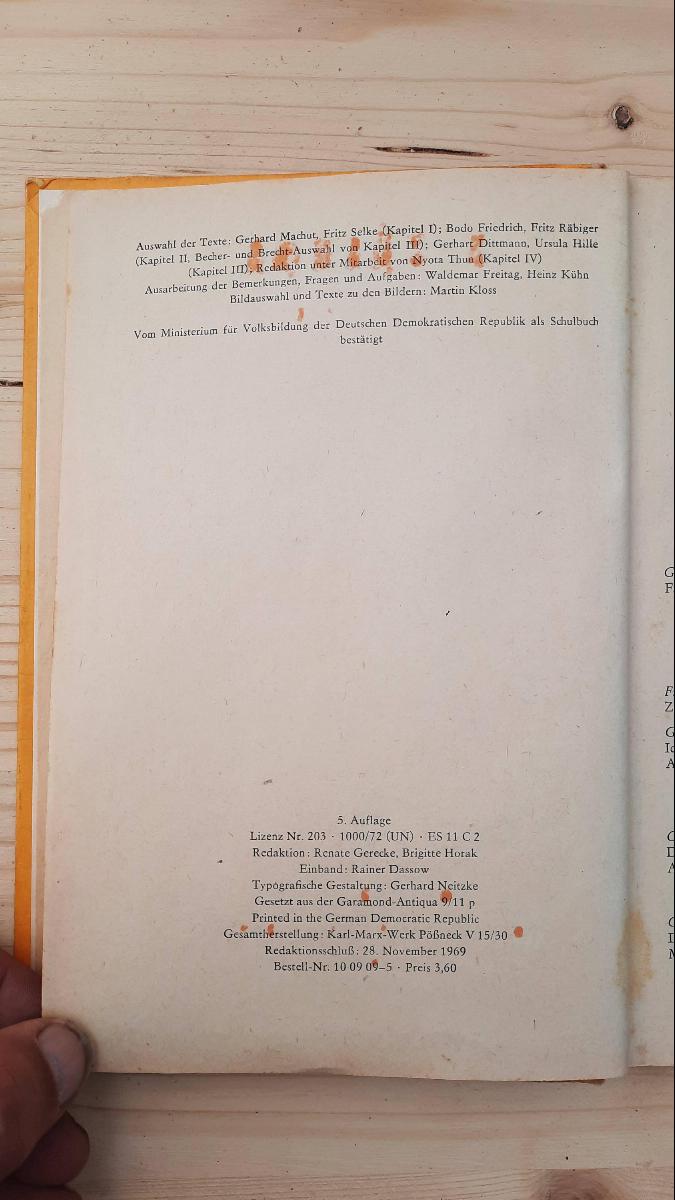 Auswahl der Texte: Gerhard Machut, Fritz Selke (Kapitel I); Bodo Friedrich, Fritz Räbiger
(Kapitel II, Becher- und Brecht-Auswahl von Kapitel III); Gerhart Dittmann, Ursula Hille
(Kapitel III); Redaktion unter Mitarbeit von Nyota Thun (Kapitel IV)
Ausarbeitung der Bemerkungen, Fragen und Aufgaben: Waldemar Freitag, Heinz Kühn
Bildauswahl und Texte zu den Bildern: Martin Kloss
Vom Ministerium für Volksbildung der Deutschen Demokratischen Republik als Schulbuch
bestätigt
5. Auflage
Lizenz Nr. 203 · 1000/72 (UN) · ES 11 C 2
Redaktion: Renate Gerecke, Brigitte Horak
Einband: Rainer Dassow
Typografische Gestaltung: Gerhard Neitzke
Gesetzt aus der Garamond-Antiqua 9/11 p
Printed in the German Democratic Republic
Gesamtherstellung: Karl-Marx-Werk Pößneck V 15/30
Redaktionsschluß: 28. November 1969
Bestell-Nr. 10 09 09–5 · Preis 3,60